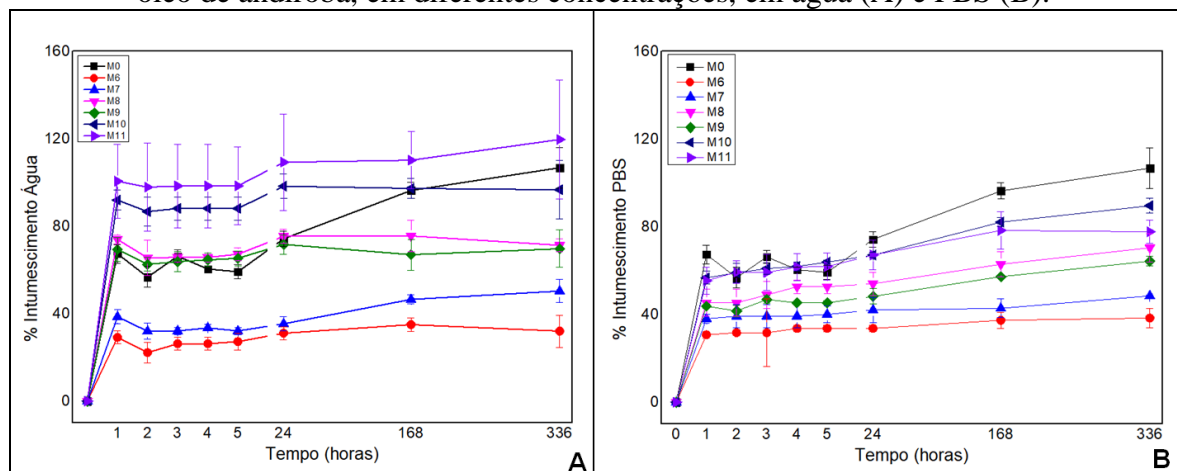 óleo de andiroba, em diferentes concentrações, em água (A) e PBS (B).
160
120
80
40
0
% Intumescimento Água
M0
M6
M7
M8
M9
M10
M11
1 2 3 4 5 24 168 336
Tempo (horas)
A
160
120
80
40
0
% Intumescimento PBS
M0
M6
M7
M8
M9
M10
M11
0 1 2 3 4 5 24 168 336
Tempo (horas)
B